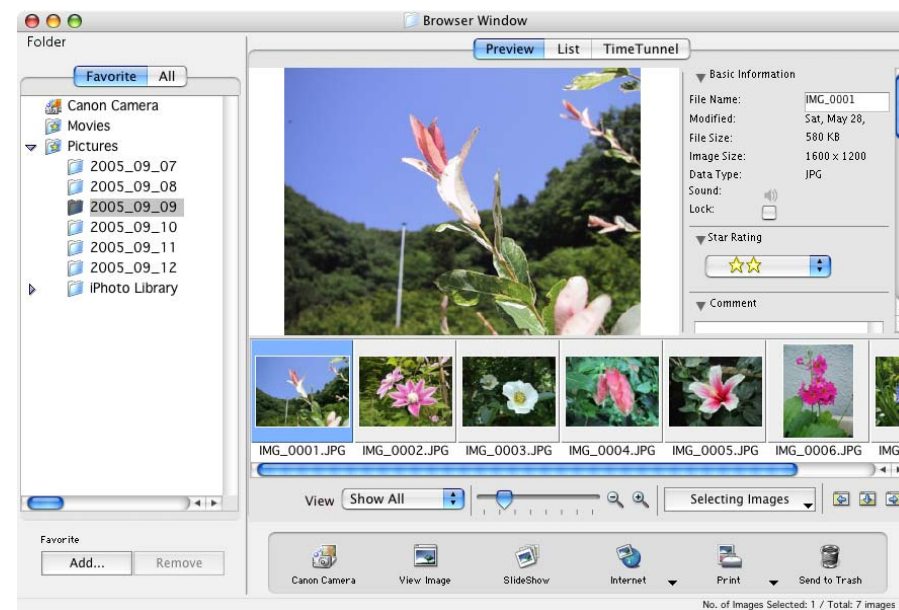 Browser Window
Folder
Favorite All
Canon Camera
Movies
Pictures
2005_09_07
2005_09_08
2005_09_09
2005_09_10
2005_09_11
2005_09_12
iPhoto Library
Favorite
Add... Remove
Preview List TimeTunnel
Basic Information
File Name: IMG_0001
Modified: Sat, May 28,
File Size: 580 KB
Image Size: 1600 x 1200
Data Type: JPG
Sound:
Lock:
Star Rating
Comment
IMG_0001.JPG IMG_0002.JPG IMG_0003.JPG IMG_0004.JPG IMG_0005.JPG IMG_0006.JPG IMG
View Show All Selecting Images
Canon Camera View Image SlideShow Internet Print Send to Trash
No. of Images Selected: 1 / Total: 7 images